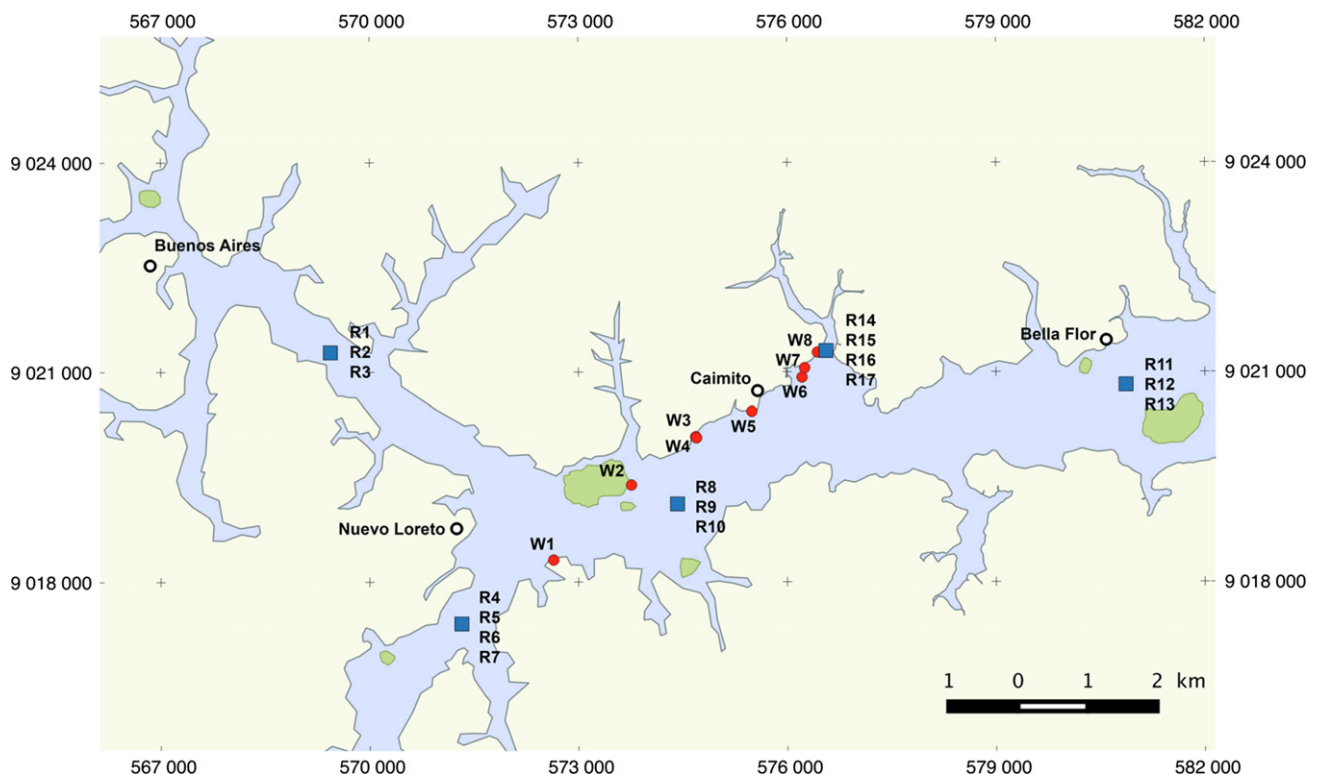 567 000 570 000 573 000 576 000 579 000 582 000
9 024 000 9 024 000
Buenos Aires
R1
R2
R3
9 021 000 9 021 000
R14
R15
R16
R17
W8
W7
W6
Bella Flor
Caimito
R11
R12
R13
W5
W3
W4
W2
R8
R9
R10
Nuevo Loreto
W1
9 018 000 9 018 000
R4
R5
R6
R7
1 0 1 2 km
567 000 570 000 573 000 576 000 579 000 582 000